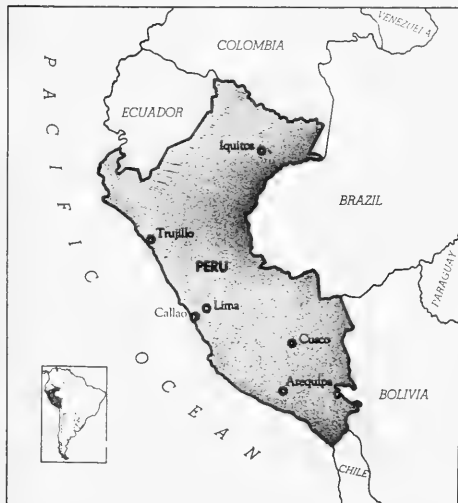 VENEZUELA
COLOMBIA
PACIFIC OCEAN
ECUADOR
Iquitos
BRAZIL
Trujillo
PERU
PARAGUAY
Lima
Callao
Cusco
Arequipa
BOLIVIA
CHILE